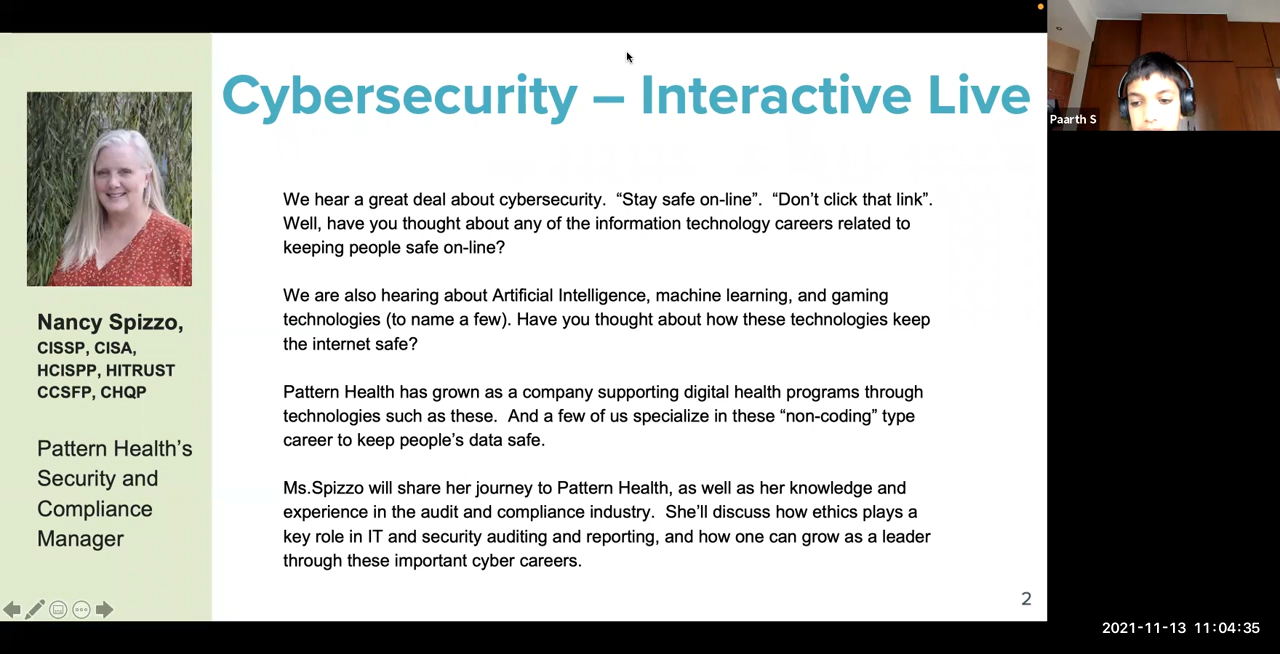 Cybersecurity – Interactive Live
Paarth S
We hear a great deal about cybersecurity.  “Stay safe on-line”.  “Don’t click that link”.
Well, have you thought about any of the information technology careers related to
keeping people safe on-line?
We are also hearing about Artificial Intelligence, machine learning, and gaming
technologies (to name a few). Have you thought about how these technologies keep
the internet safe?
Pattern Health has grown as a company supporting digital health programs through
technologies such as these.  And a few of us specialize in these “non-coding” type
career to keep people’s data safe.
Ms.Spizzo will share her journey to Pattern Health, as well as her knowledge and
experience in the audit and compliance industry.  She’ll discuss how ethics plays a
key role in IT and security auditing and reporting, and how one can grow as a leader
through these important cyber careers.
Nancy Spizzo,
CISSP, CISA,
HCISPP, HITRUST
CCSFP, CHQP
Pattern Health’s
Security and
Compliance
Manager
2
2021-11-13 11:04:35